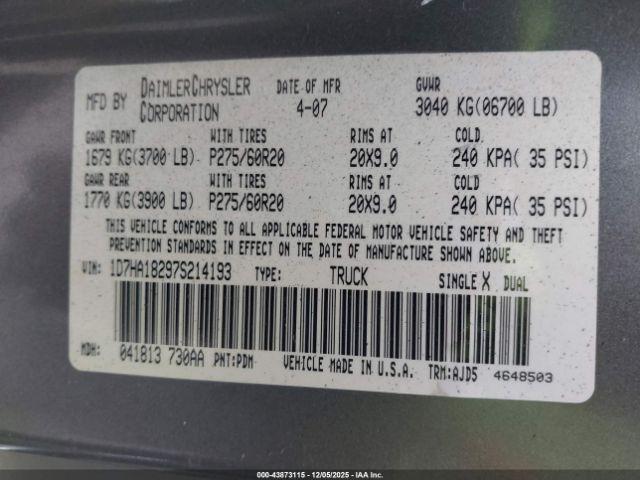 MFD BY DAIMLERCHRYSLER CORPORATION DATE OF MFR 4-07 GVWR 3040 KG(06700 LB)
GAWR FRONT WITH TIRES RIMS AT COLD
1679 KG(3700 LB) P275/60R20 20X9.0 240 KPA( 35 PSI)
GAWR REAR WITH TIRES RIMS AT COLD
1770 KG(3900 LB) P275/60R20 20X9.0 240 KPA( 35 PSI)
THIS VEHICLE CONFORMS TO ALL APPLICABLE FEDERAL MOTOR VEHICLE SAFETY AND THEFT
PREVENTION STANDARDS IN EFFECT ON THE DATE OF MANUFACTURE SHOWN ABOVE.
VIN: 1D7HA18297S214193 TYPE: TRUCK SINGLE X DUAL
MDH: 041813 730AA PNT:PDM VEHICLE MADE IN U.S.A. TRM:AJD5 4648503
000-43873115 - 12/05/2025 - IAA Inc.